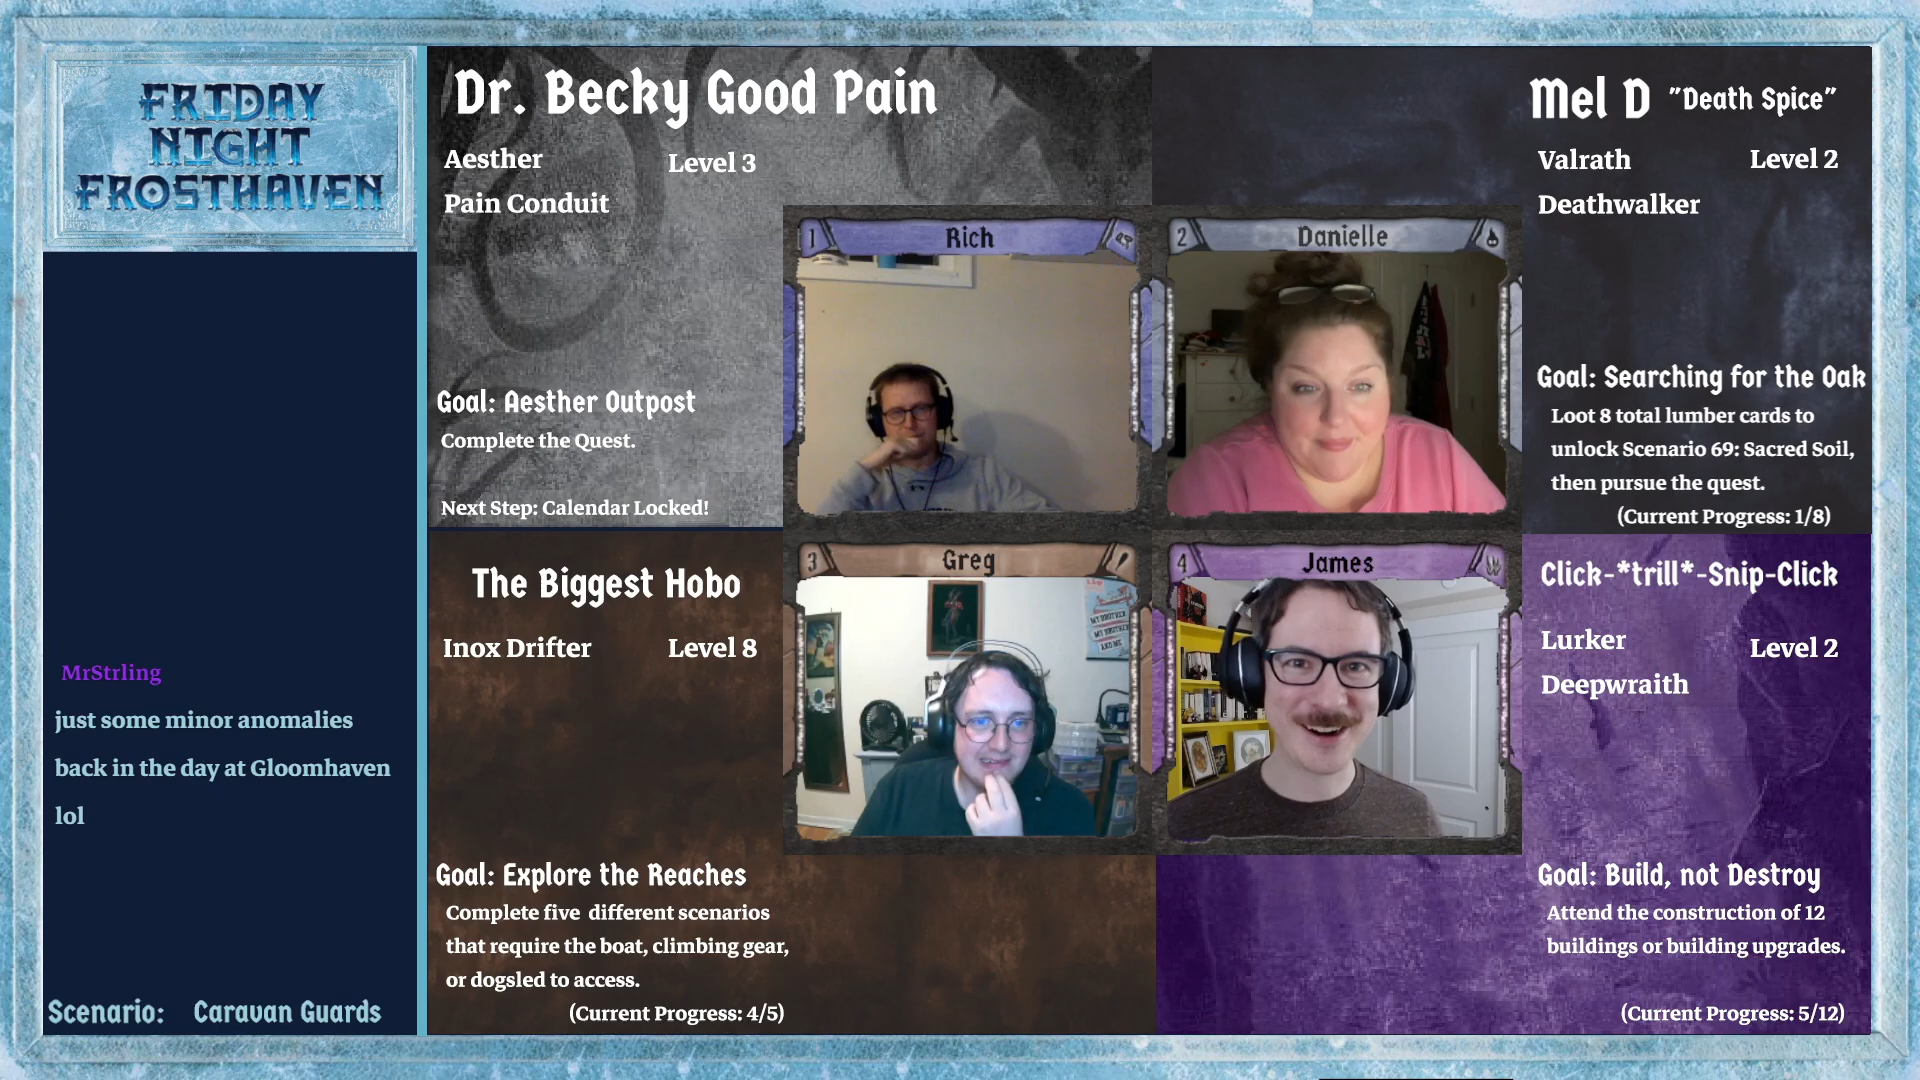 FRIDAY
NIGHT
FROSTHAVEN
MrStrling
just some minor anomalies
back in the day at Gloomhaven
lol
Scenario: Caravan Guards
Dr. Becky Good Pain
Aesther
Level 3
Pain Conduit
Goal: Aesther Outpost
Complete the Quest.
Next Step: Calendar Locked!
Mel D "Death Spice"
Valrath
Level 2
Deathwalker
Goal: Searching for the Oak
Loot 8 total lumber cards to
unlock Scenario 69: Sacred Soil,
then pursue the quest.
(Current Progress: 1/8)
1 Rich
2 Danielle
3 Greg
4 James
MY BROTHER
MY BROTHER
AND ME
The Biggest Hobo
Inox Drifter
Level 8
Goal: Explore the Reaches
Complete five different scenarios
that require the boat, climbing gear,
or dogsled to access.
(Current Progress: 4/5)
Click-*trill*-Snip-Click
Lurker
Level 2
Deepwraith
Goal: Build, not Destroy
Attend the construction of 12
buildings or building upgrades.
(Current Progress: 5/12)